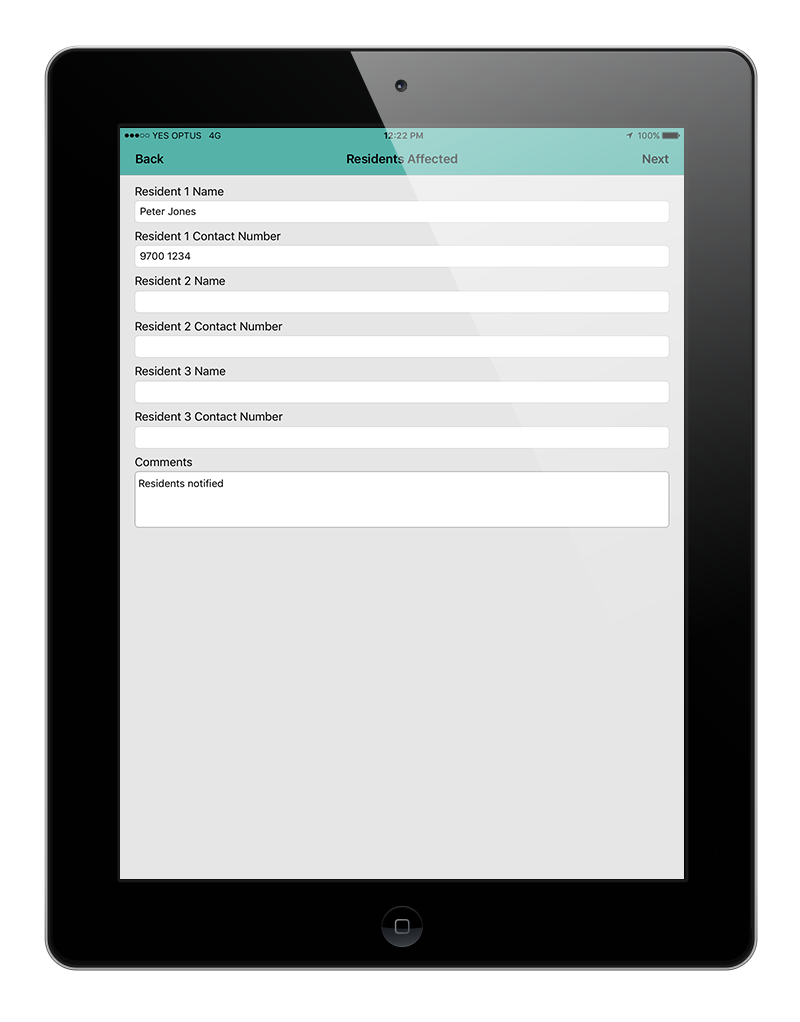 YES OPTUS 4G 12:22 PM 100%
Back Residents Affected Next
Resident 1 Name
Peter Jones
Resident 1 Contact Number
9700 1234
Resident 2 Name
Resident 2 Contact Number
Resident 3 Name
Resident 3 Contact Number
Comments
Residents notified